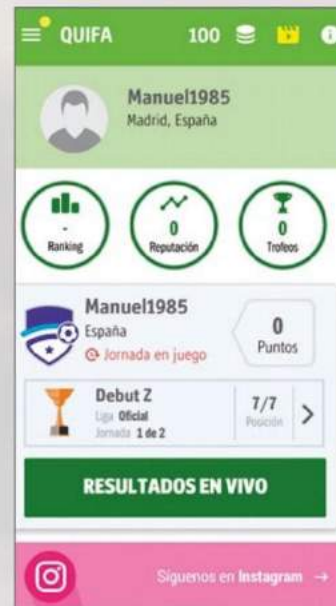 QUIFA 100
Manuel1985
Madrid, España
-
Ranking
0
Reputación
0
Trofeos
Manuel1985
España
Jornada en juego
0
Puntos
Debut Z
Liga Oficial
Jornada 1 de 2
7/7
Posición
RESULTADOS EN VIVO
Síguenos en Instagram →